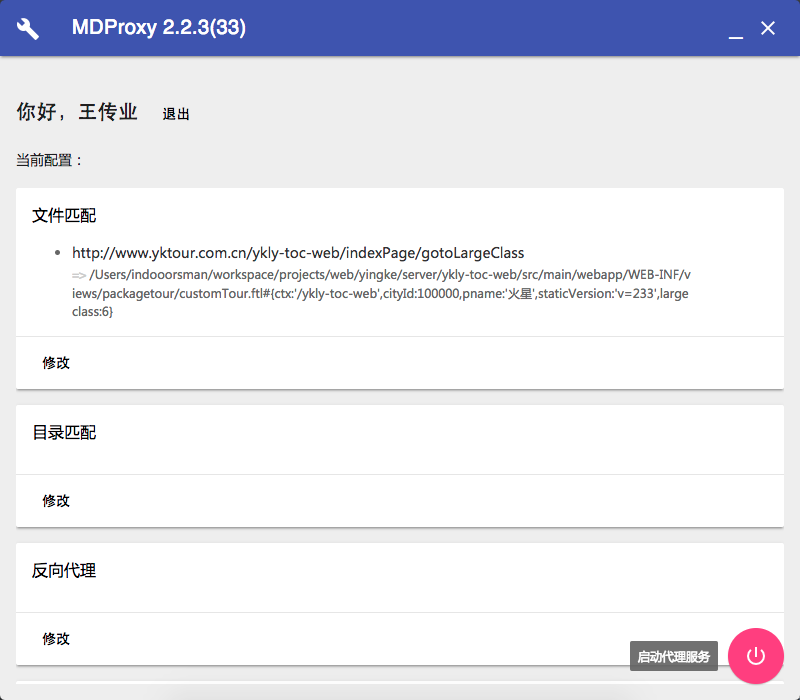 MDProxy 2.2.3(33)
你好，王传业 退出
当前配置：
文件匹配
http://www.yktour.com.cn/ykly-toc-web/indexPage/gotoLargeClass
=> /Users/indooorsman/workspace/projects/web/yingke/server/ykly-toc-web/src/main/webapp/WEB-INF/v
iews/packagetour/customTour.ftl#{ctx:'/ykly-toc-web',cityId:100000,pname:'火星',staticVersion:'v=233',large
class:6}
修改
目录匹配
修改
反向代理
修改
启动代理服务